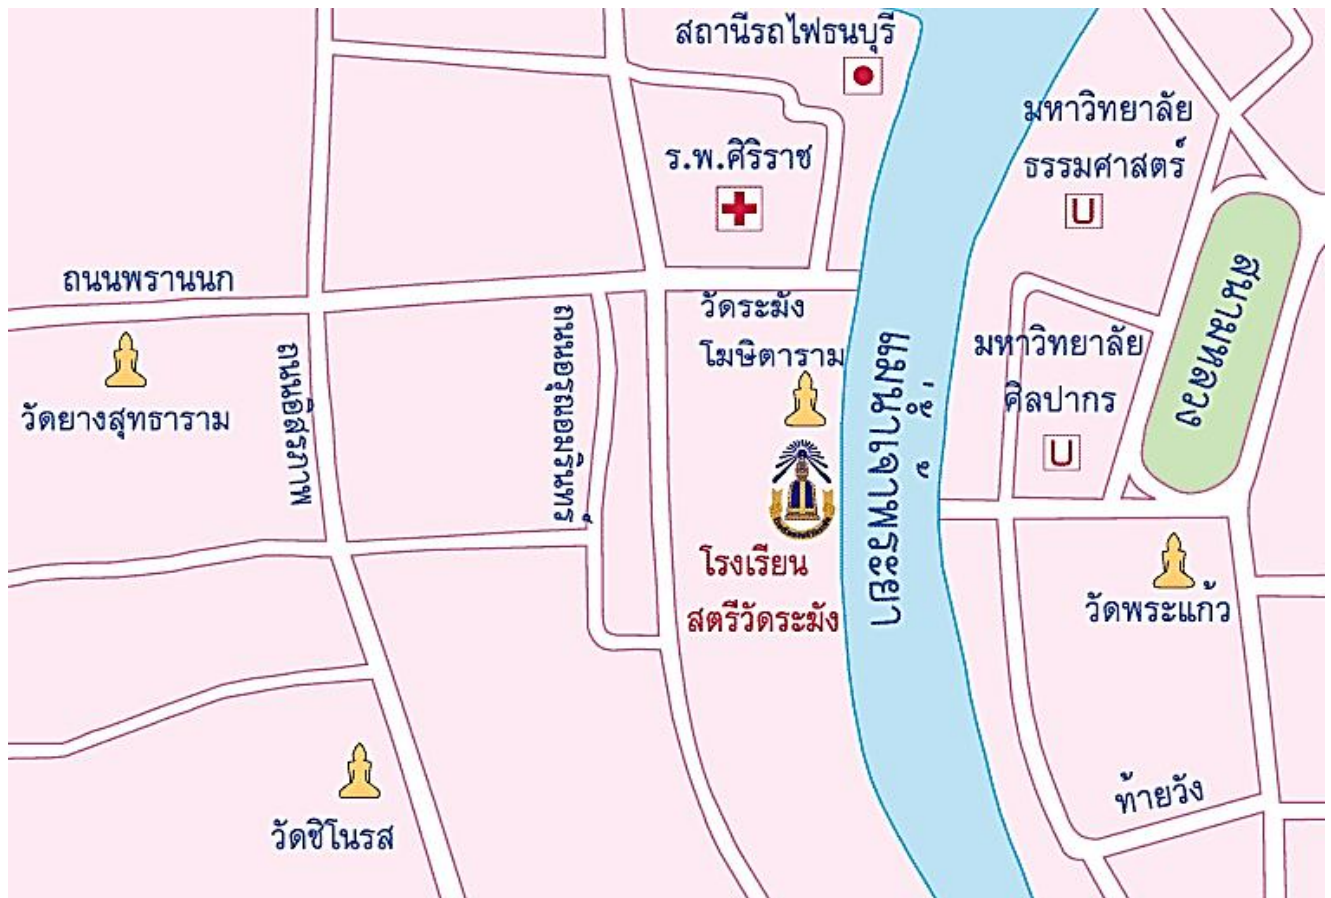 สถานีรถไฟธนบุรี
มหาวิทยาลัย
ธรรมศาสตร์
U
ร.พ.ศิริราช
ถนนพรานนก
วัดยางสุทธาราม
ถนนอิสรภาพ
ถนนอรุณอมรินทร์
วัดระฆัง
โฆษิตาราม
แม่น้ำเจ้าพระยา
มหาวิทยาลัย
ศิลปากร
U
สนามหลวง
โรงเรียน
สตรีวัดระฆัง
วัดพระแก้ว
วัดชิโนรส
ท้ายวัง